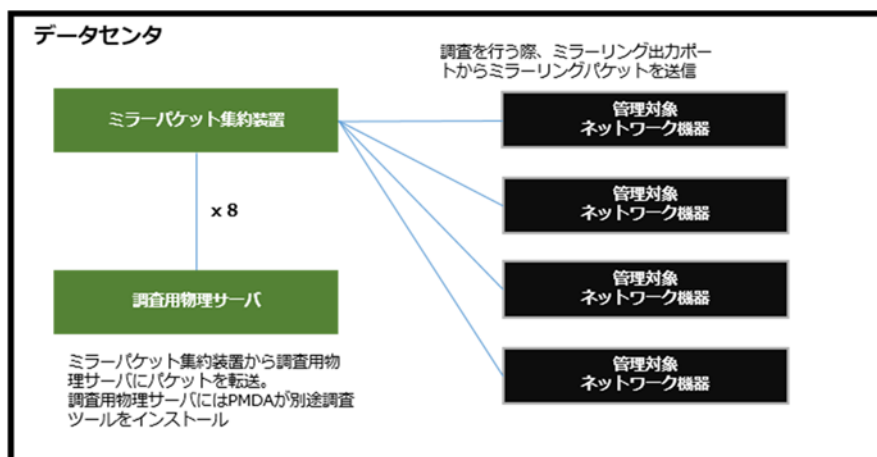 データセンタ
調査を行う際、ミラーリング出力ポー
トからミラーリングパケットを送信
ミラーパケット集約装置
管理対象
ネットワーク機器
x 8
管理対象
ネットワーク機器
調査用物理サーバ
管理対象
ネットワーク機器
ミラーパケット集約装置から調査用物
理サーバにパケットを転送。
調査用物理サーバにはPMDAが別途調査
ツールをインストール
管理対象
ネットワーク機器